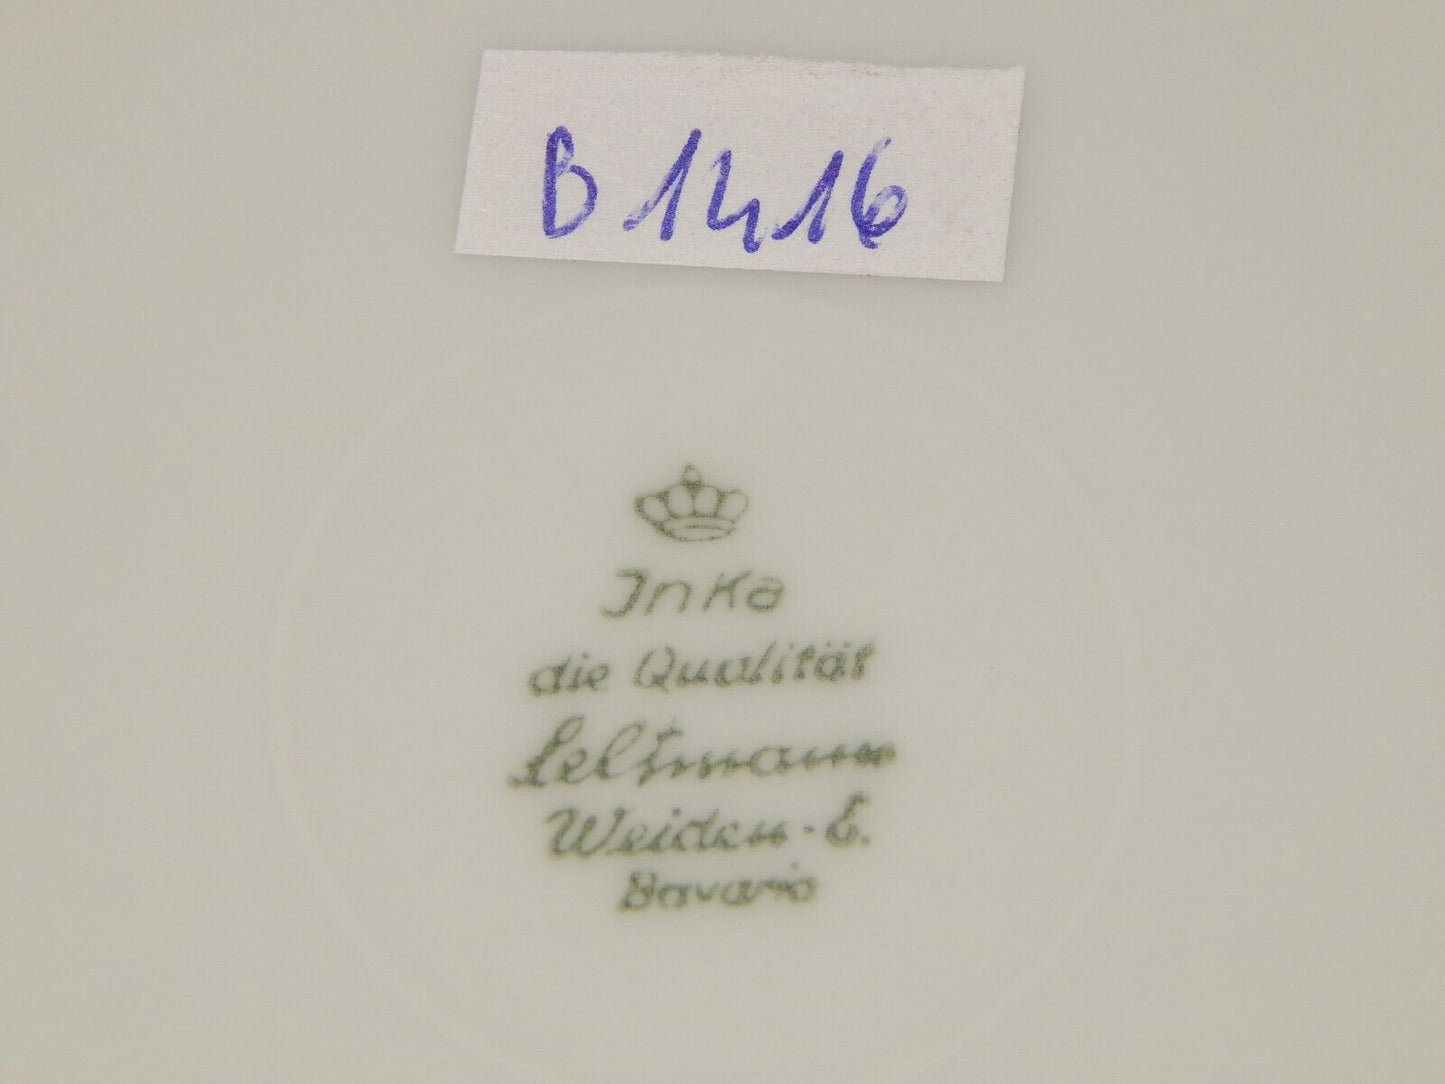 B 1416
InKa
die Qualität
Seltmann
Weiden-E.
Bavaria